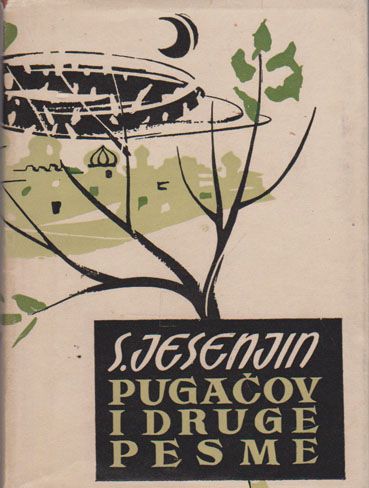 S. JESENJIN
PUGAČOV
I DRUGE
PESME